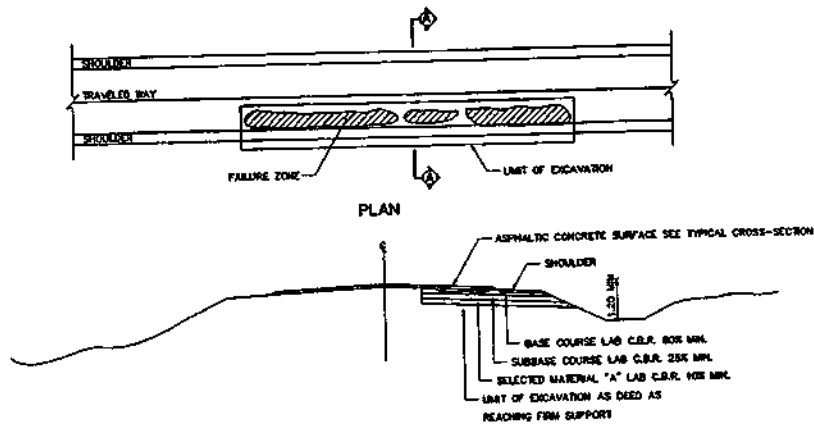 A
SHOULDER
TRAVELED WAY
SHOULDER
A
FAILURE ZONE
LIMIT OF EXCAVATION
PLAN
ASPHALTIC CONCRETE SURFACE SEE TYPICAL CROSS-SECTION
SHOULDER
1.20 MIN
BASE COURSE LAB C.B.R. 80% MIN.
SUBBASE COURSE LAB C.B.R. 25% MIN.
SELECTED MATERIAL "A" LAB C.B.R. 10% MIN.
LIMIT OF EXCAVATION AS DEED AS
REACHING FIRM SUPPORT